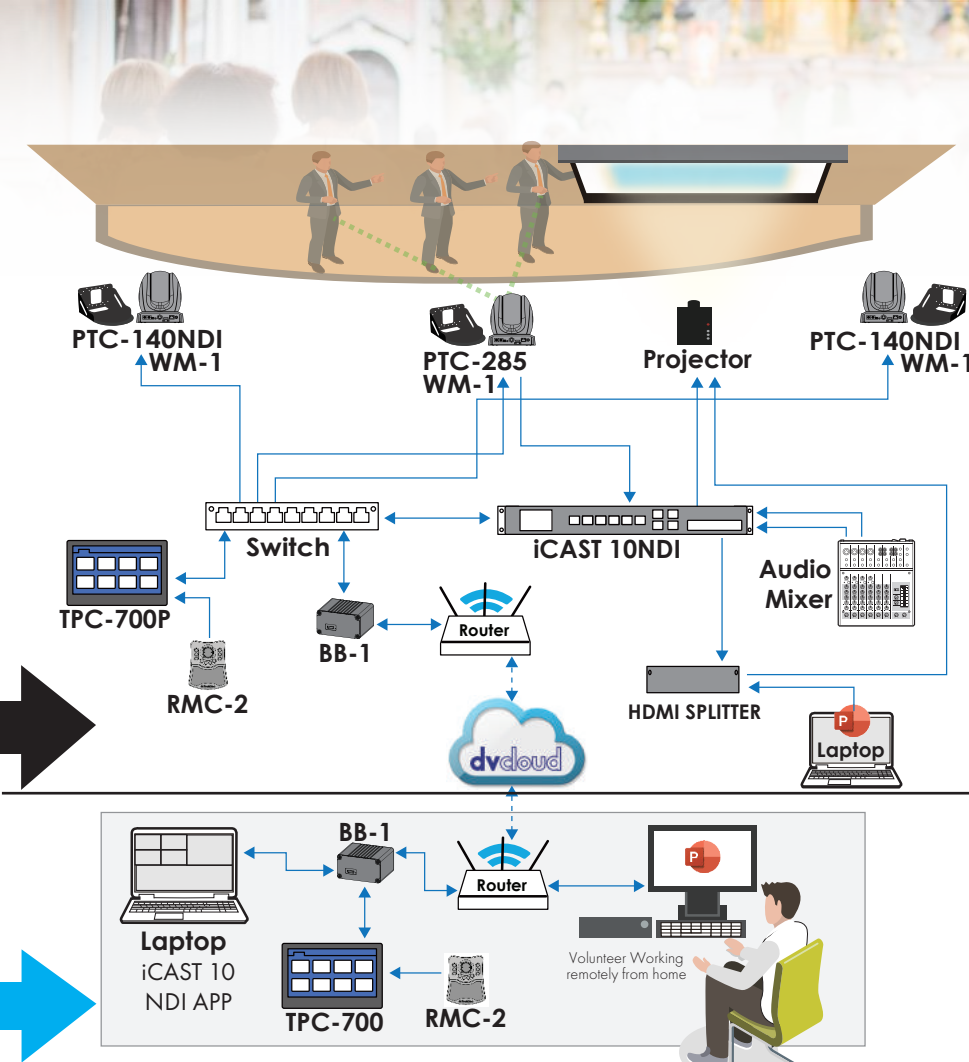 PTC-140NDI
WM-1
PTC-285
WM-1
Projector
PTC-140NDI
WM-1
Switch
iCAST 10NDI
Audio
Mixer
TPC-700P
BB-1
Router
RMC-2
HDMI SPLITTER
dvcloud
P
Laptop
BB-1
Router
P
Laptop
iCAST 10
NDI APP
TPC-700
RMC-2
Volunteer Working
remotely from home